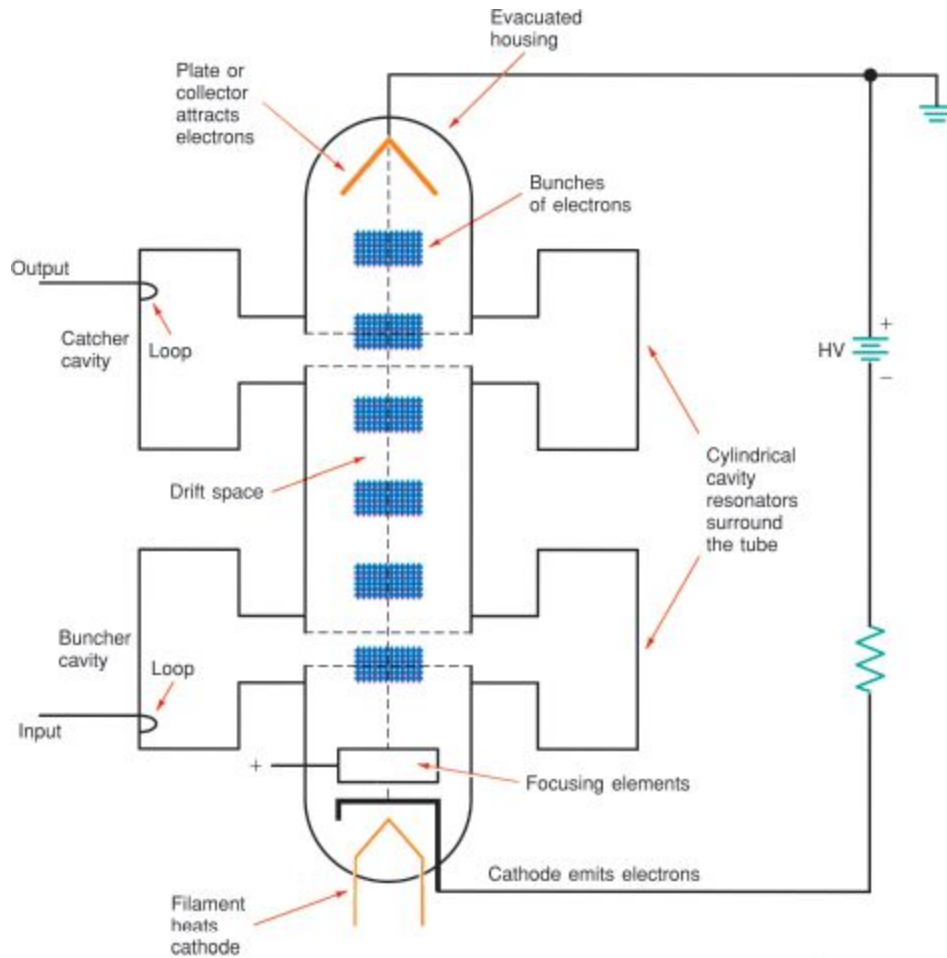 Evacuated
housing
Plate or
collector
attracts
electrons
Bunches
of electrons
Output
Catcher
cavity
Loop
+
HV
−
Cylindrical
cavity
resonators
surround
the tube
Drift space
Buncher
cavity
Loop
Input
+
Focusing elements
Cathode emits electrons
Filament
heats
cathode